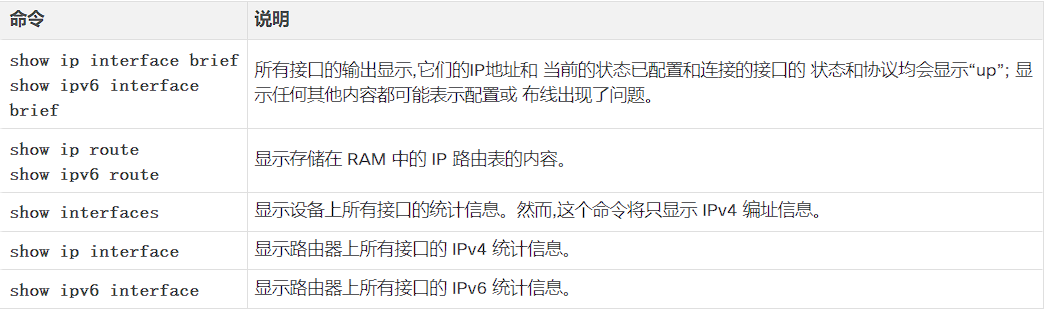 命令 说明
show ip interface brief
show ipv6 interface
brief
所有接口的输出显示,它们的IP地址和 当前的状态已配置和连接的接口的 状态和协议均会显示“up”; 显
示任何其他内容都可能表示配置或 布线出现了问题。
show ip route
show ipv6 route
显示存储在 RAM 中的 IP 路由表的内容。
show interfaces
显示设备上所有接口的统计信息。然而,这个命令将只显示 IPv4 编址信息。
show ip interface
显示路由器上所有接口的 IPv4 统计信息。
show ipv6 interface
显示路由器上所有接口的 IPv6 统计信息。